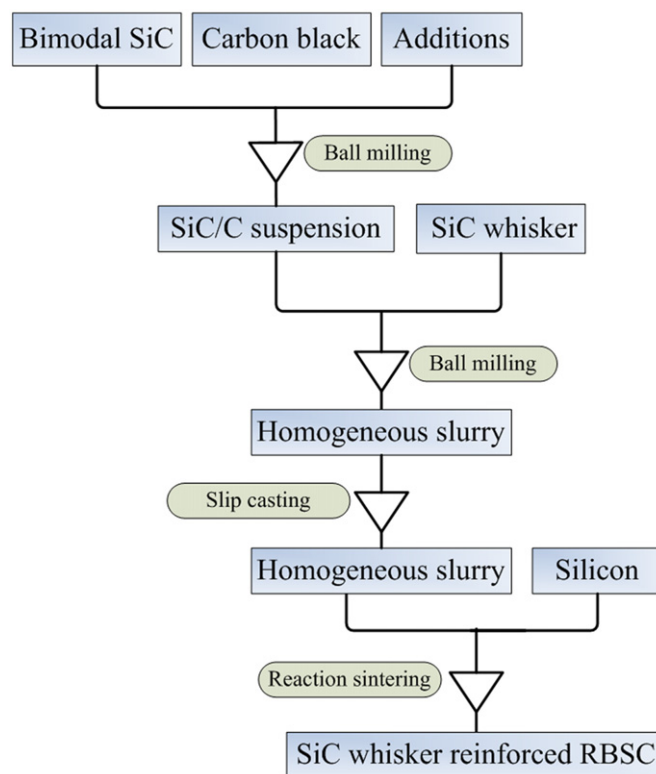 Bimodal SiC
Carbon black
Additions
Ball milling
SiC/C suspension
SiC whisker
Ball milling
Homogeneous slurry
Slip casting
Homogeneous slurry
Silicon
Reaction sintering
SiC whisker reinforced RBSC